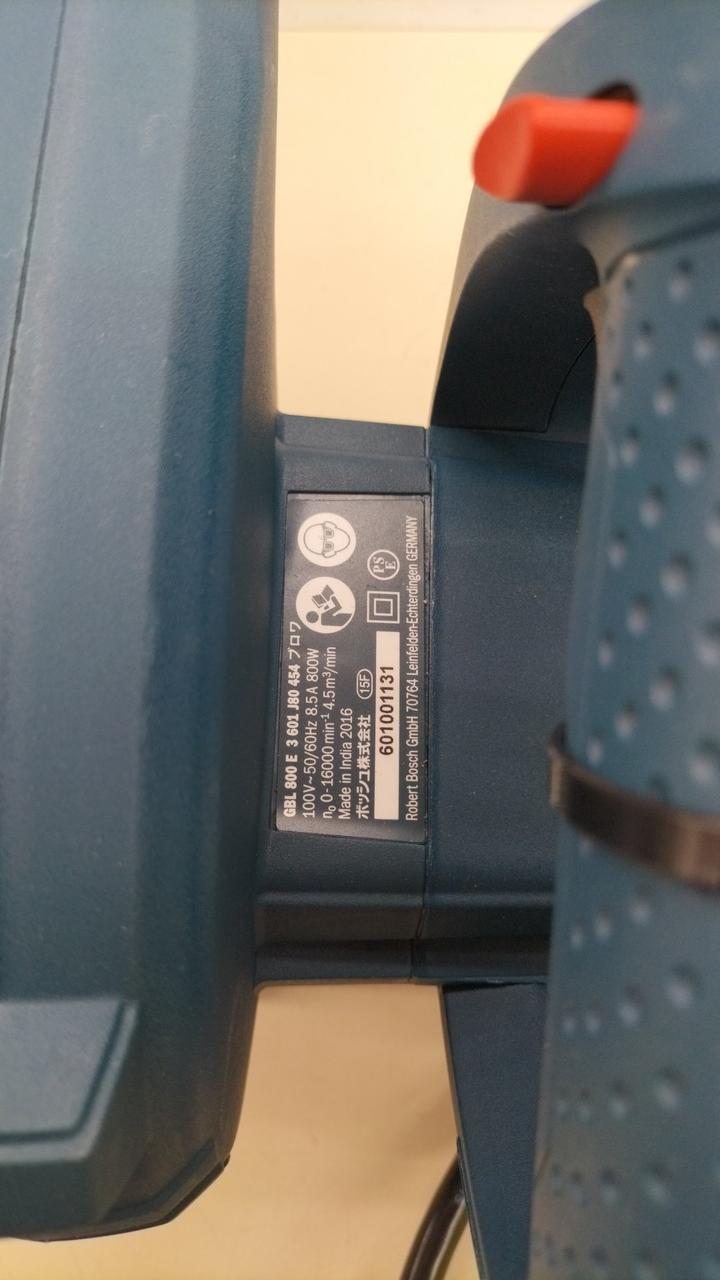 GBL 800 E 3 601 J80 454 ブロワ
100V~50/60Hz 8.5A 800W
n₀ 0-16000 min⁻¹ 4.5m³/min
Made in India 2016
ボッシュ株式会社 15F
601001131
PS E
Robert Bosch GmbH 70764 Leinfelden-Echterdingen GERMANY